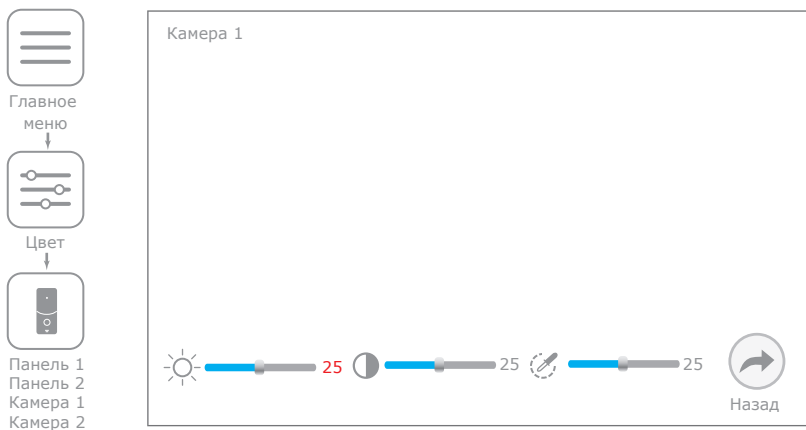 Главное
меню
Цвет
Панель 1
Панель 2
Камера 1
Камера 2
Камера 1
25
25
25
Назад